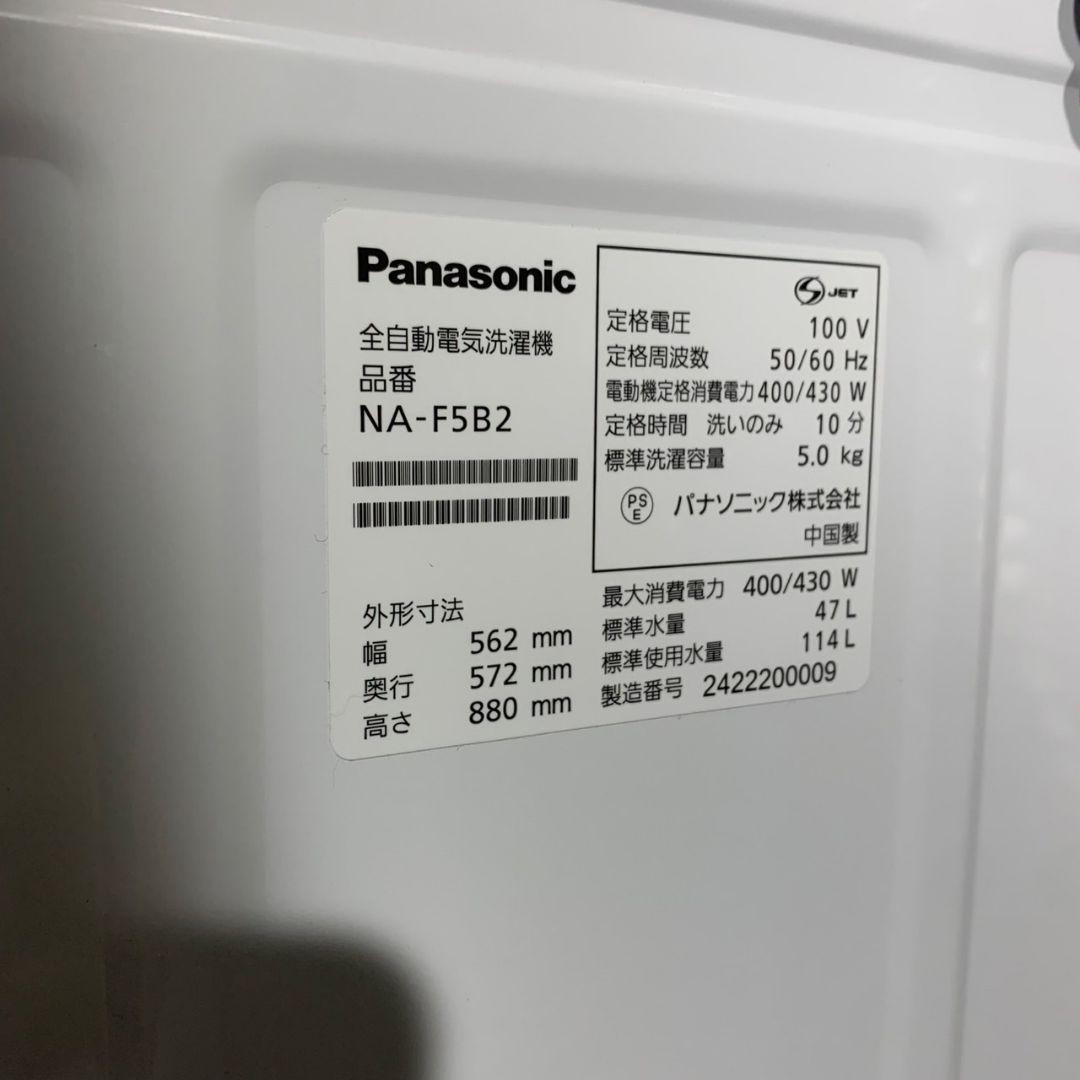 Panasonic
全自動電気洗濯機
品番
NA-F5B2
外形寸法
幅 562 mm
奥行 572 mm
高さ 880 mm
S JET
定格電圧 100 V
定格周波数 50/60 Hz
電動機定格消費電力 400/430 W
定格時間 洗いのみ 10 分
標準洗濯容量 5.0 kg
PS
E
パナソニック株式会社
中国製
最大消費電力 400/430 W
標準水量 47 L
標準使用水量 114 L
製造番号 2422200009